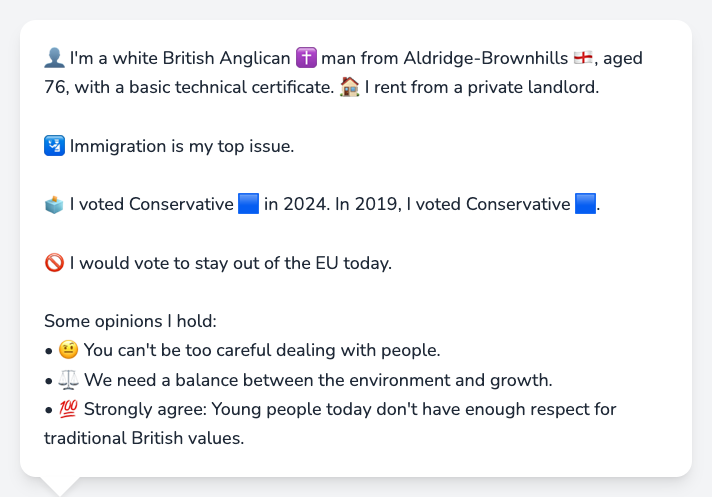 👤 I'm a white British Anglican ✝️ man from Aldridge-Brownhills 🏴󠁧󠁢󠁥󠁮󠁧󠁿, aged
76, with a basic technical certificate. 🏠 I rent from a private landlord.
🛂 Immigration is my top issue.
🗳️ I voted Conservative 🟦 in 2024. In 2019, I voted Conservative 🟦.
🚫 I would vote to stay out of the EU today.
Some opinions I hold:
• 🤨 You can't be too careful dealing with people.
• ⚖️ We need a balance between the environment and growth.
• 💯 Strongly agree: Young people today don't have enough respect for
traditional British values.